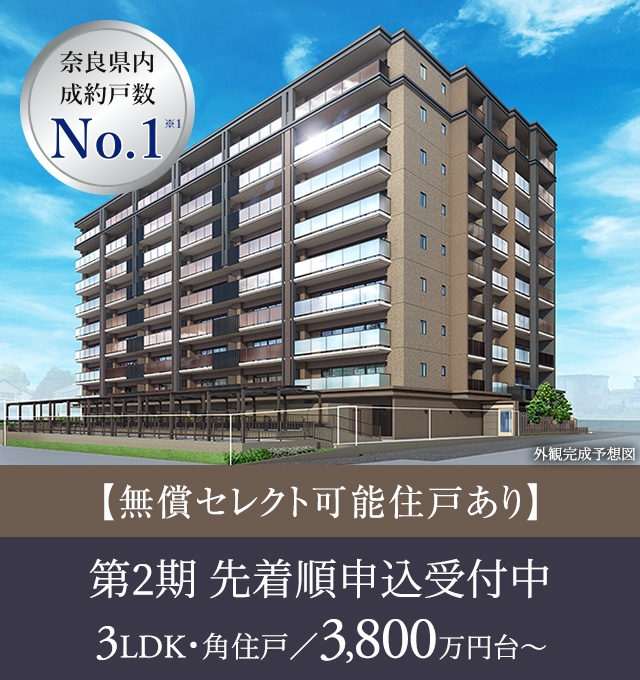 奈良県内
成約戸数
No.1※1
外観完成予想図
【無償セレクト可能住戸あり】
第2期 先着順申込受付中
3LDK・角住戸／3,800万円台～